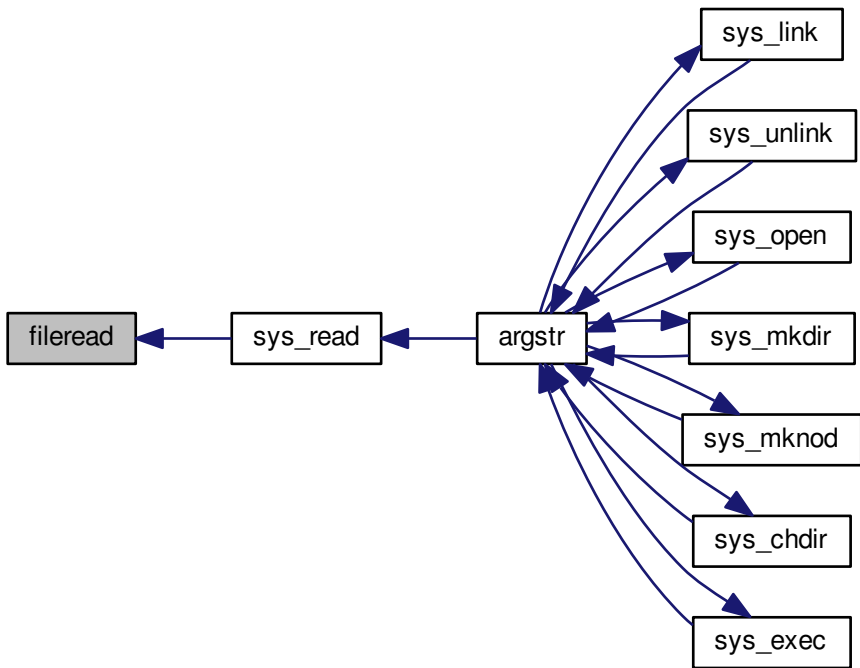 fileread
sys_read
argstr
sys_link
sys_unlink
sys_open
sys_mkdir
sys_mknod
sys_chdir
sys_exec